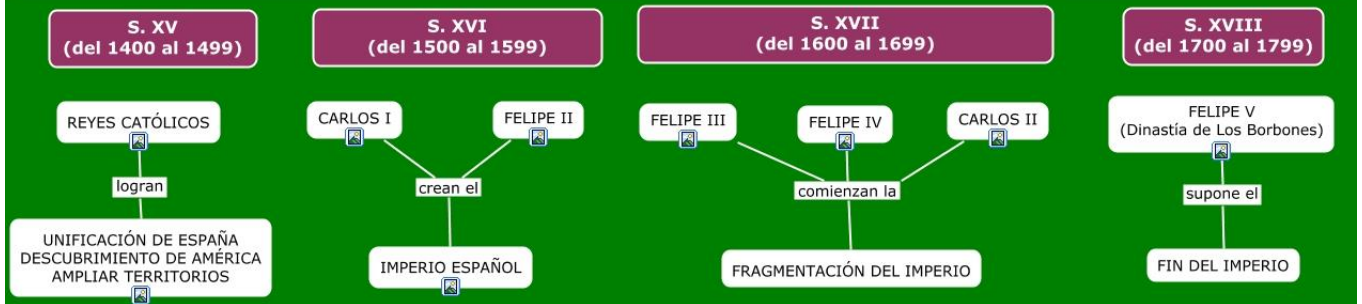 S. XV
(del 1400 al 1499)
REYES CATÓLICOS
logran
UNIFICACIÓN DE ESPAÑA
DESCUBRIMIENTO DE AMÉRICA
AMPLIAR TERRITORIOS
S. XVI
(del 1500 al 1599)
CARLOS I
FELIPE II
crean el
IMPERIO ESPAÑOL
S. XVII
(del 1600 al 1699)
FELIPE III
FELIPE IV
CARLOS II
comienzan la
FRAGMENTACIÓN DEL IMPERIO
S. XVIII
(del 1700 al 1799)
FELIPE V
(Dinastía de Los Borbones)
supone el
FIN DEL IMPERIO